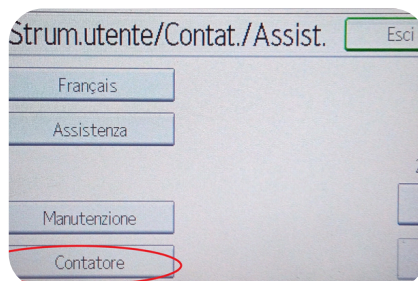 Strum.utente/Contat./Assist.
Esci
Français
Assistenza
Manutenzione
Contatore